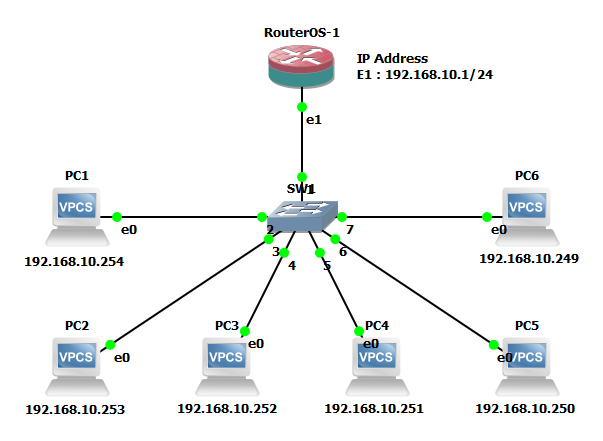 RouterOS-1
IP Address
E1 : 192.168.10.1/24
e1
1
SW1
PC1
VPCS
e0
192.168.10.254
2
7
PC6
VPCS
e0
192.168.10.249
3
4
5
6
PC2
VPCS
e0
192.168.10.253
PC3
VPCS
e0
192.168.10.252
PC4
VPCS
e0
192.168.10.251
PC5
VPCS
e0
192.168.10.250